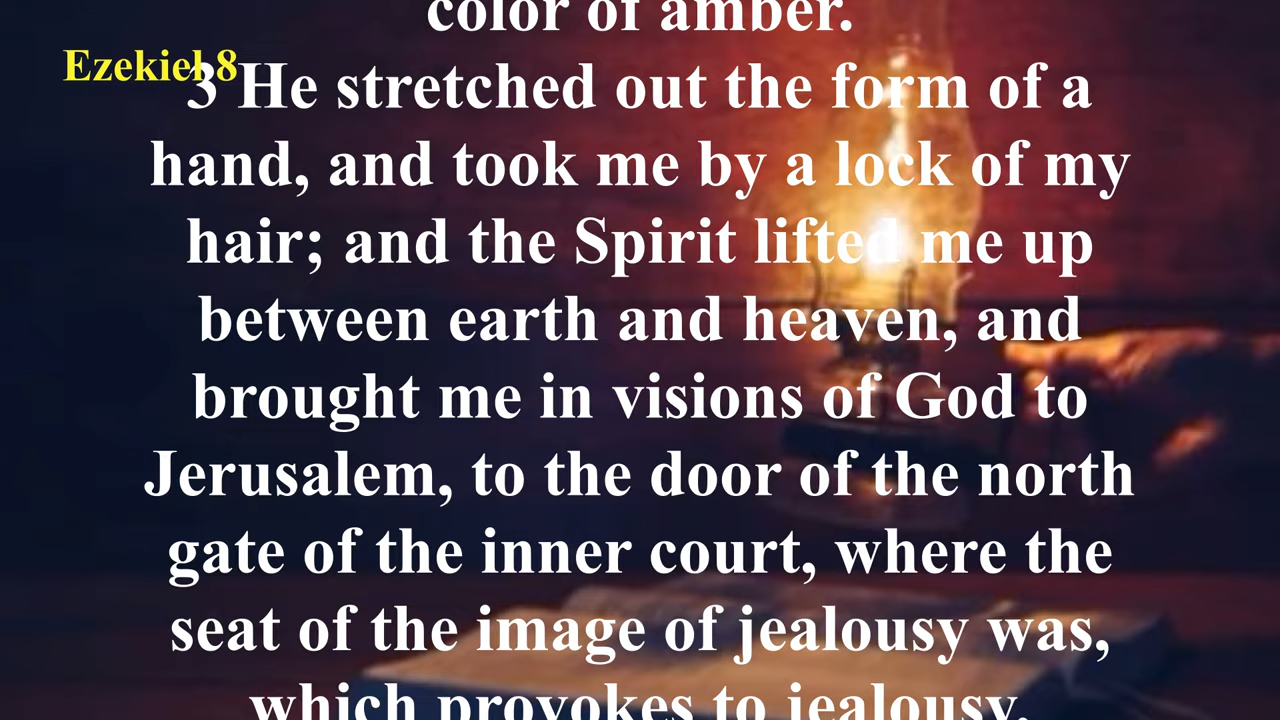 color of amber.
Ezekiel 8
3 He stretched out the form of a
hand, and took me by a lock of my
hair; and the Spirit lifted me up
between earth and heaven, and
brought me in visions of God to
Jerusalem, to the door of the north
gate of the inner court, where the
seat of the image of jealousy was,
which provokes to jealousy.